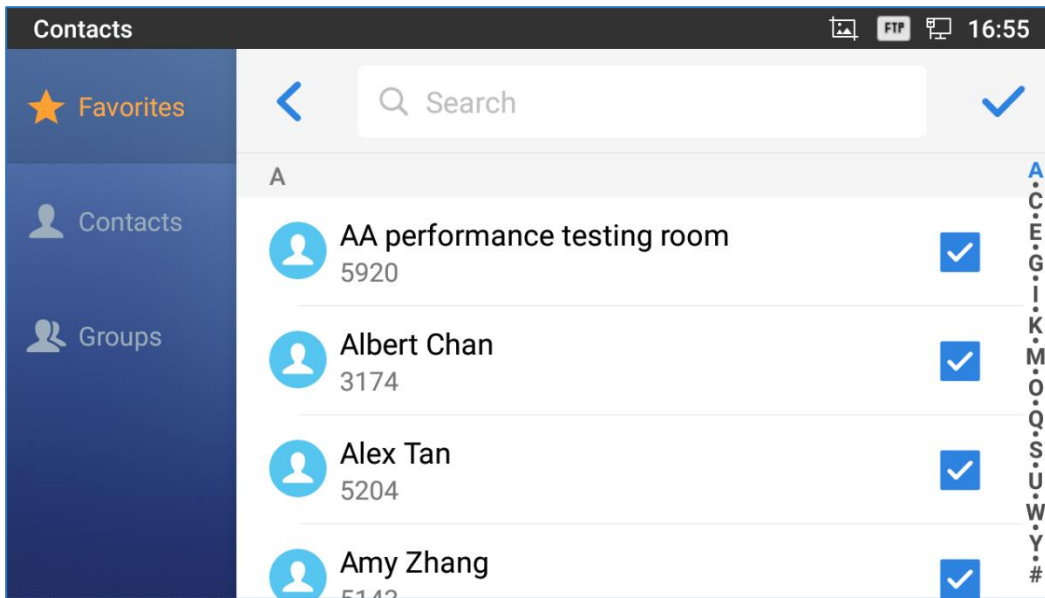 Contacts
FTP
16:55
Favorites
Search
A
Contacts
AA performance testing room
5920
Groups
Albert Chan
3174
Alex Tan
5204
Amy Zhang
A
C
E
G
I
K
M
O
Q
S
U
W
Y
#